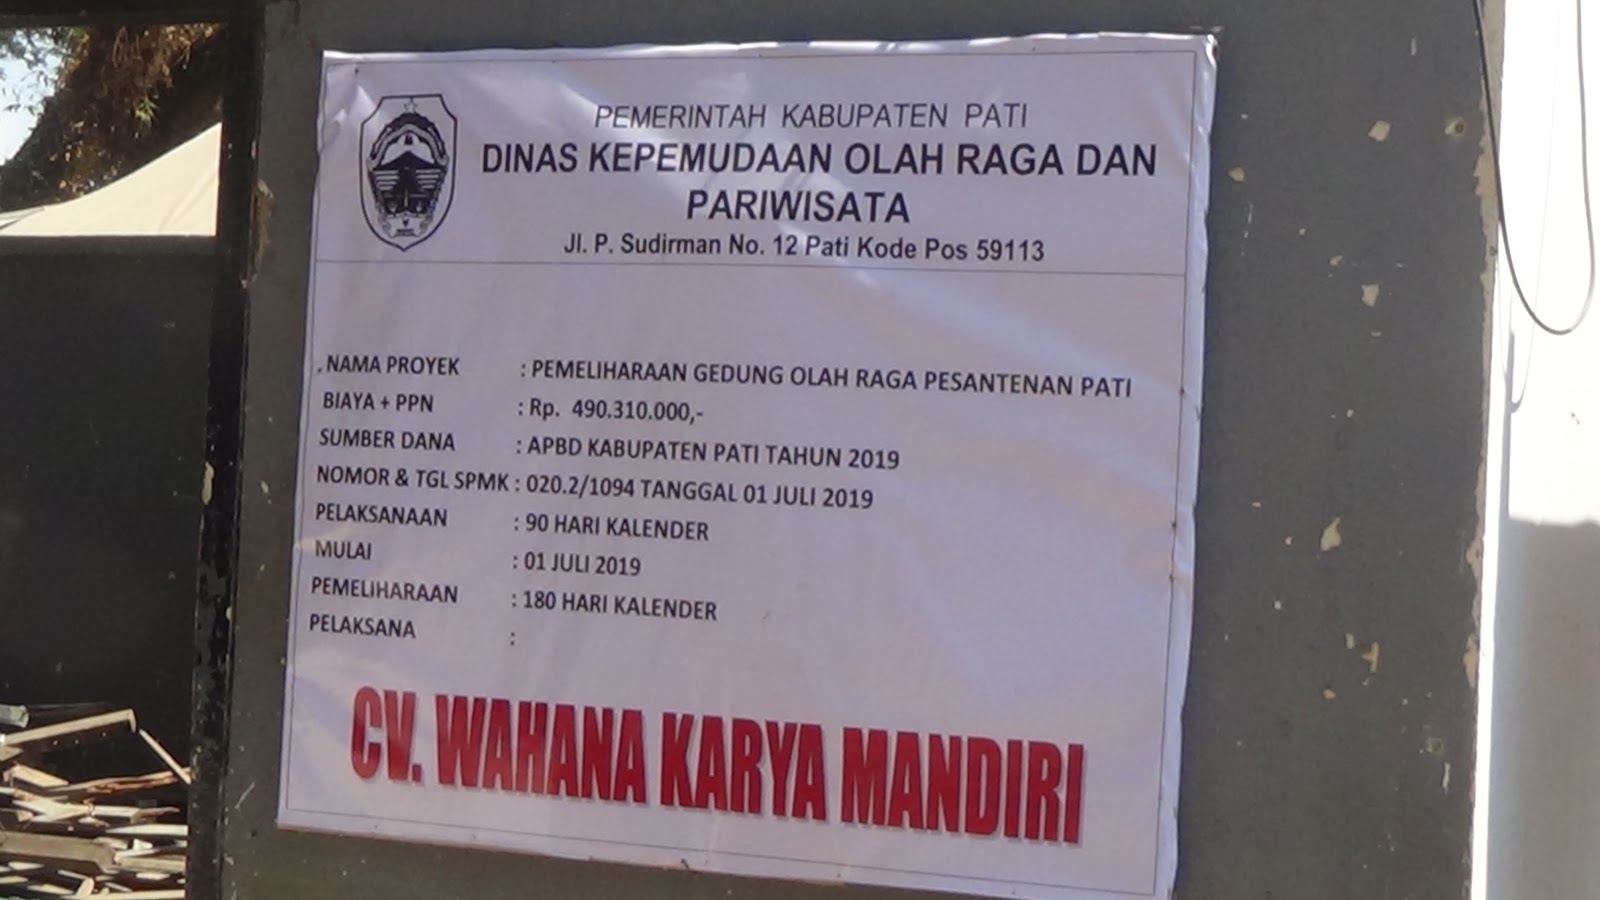 PEMERINTAH KABUPATEN PATI
DINAS KEPEMUDAAN OLAH RAGA DAN
PARIWISATA
Jl. P. Sudirman No. 12 Pati Kode Pos 59113
NAMA PROYEK : PEMELIHARAAN GEDUNG OLAH RAGA PESANTENAN PATI
BIAYA + PPN : Rp. 490.310.000,-
SUMBER DANA : APBD KABUPATEN PATI TAHUN 2019
NOMOR & TGL SPMK : 020.2/1094 TANGGAL 01 JULI 2019
PELAKSANAAN : 90 HARI KALENDER
MULAI : 01 JULI 2019
PEMELIHARAAN : 180 HARI KALENDER
PELAKSANA :
CV. WAHANA KARYA MANDIRI